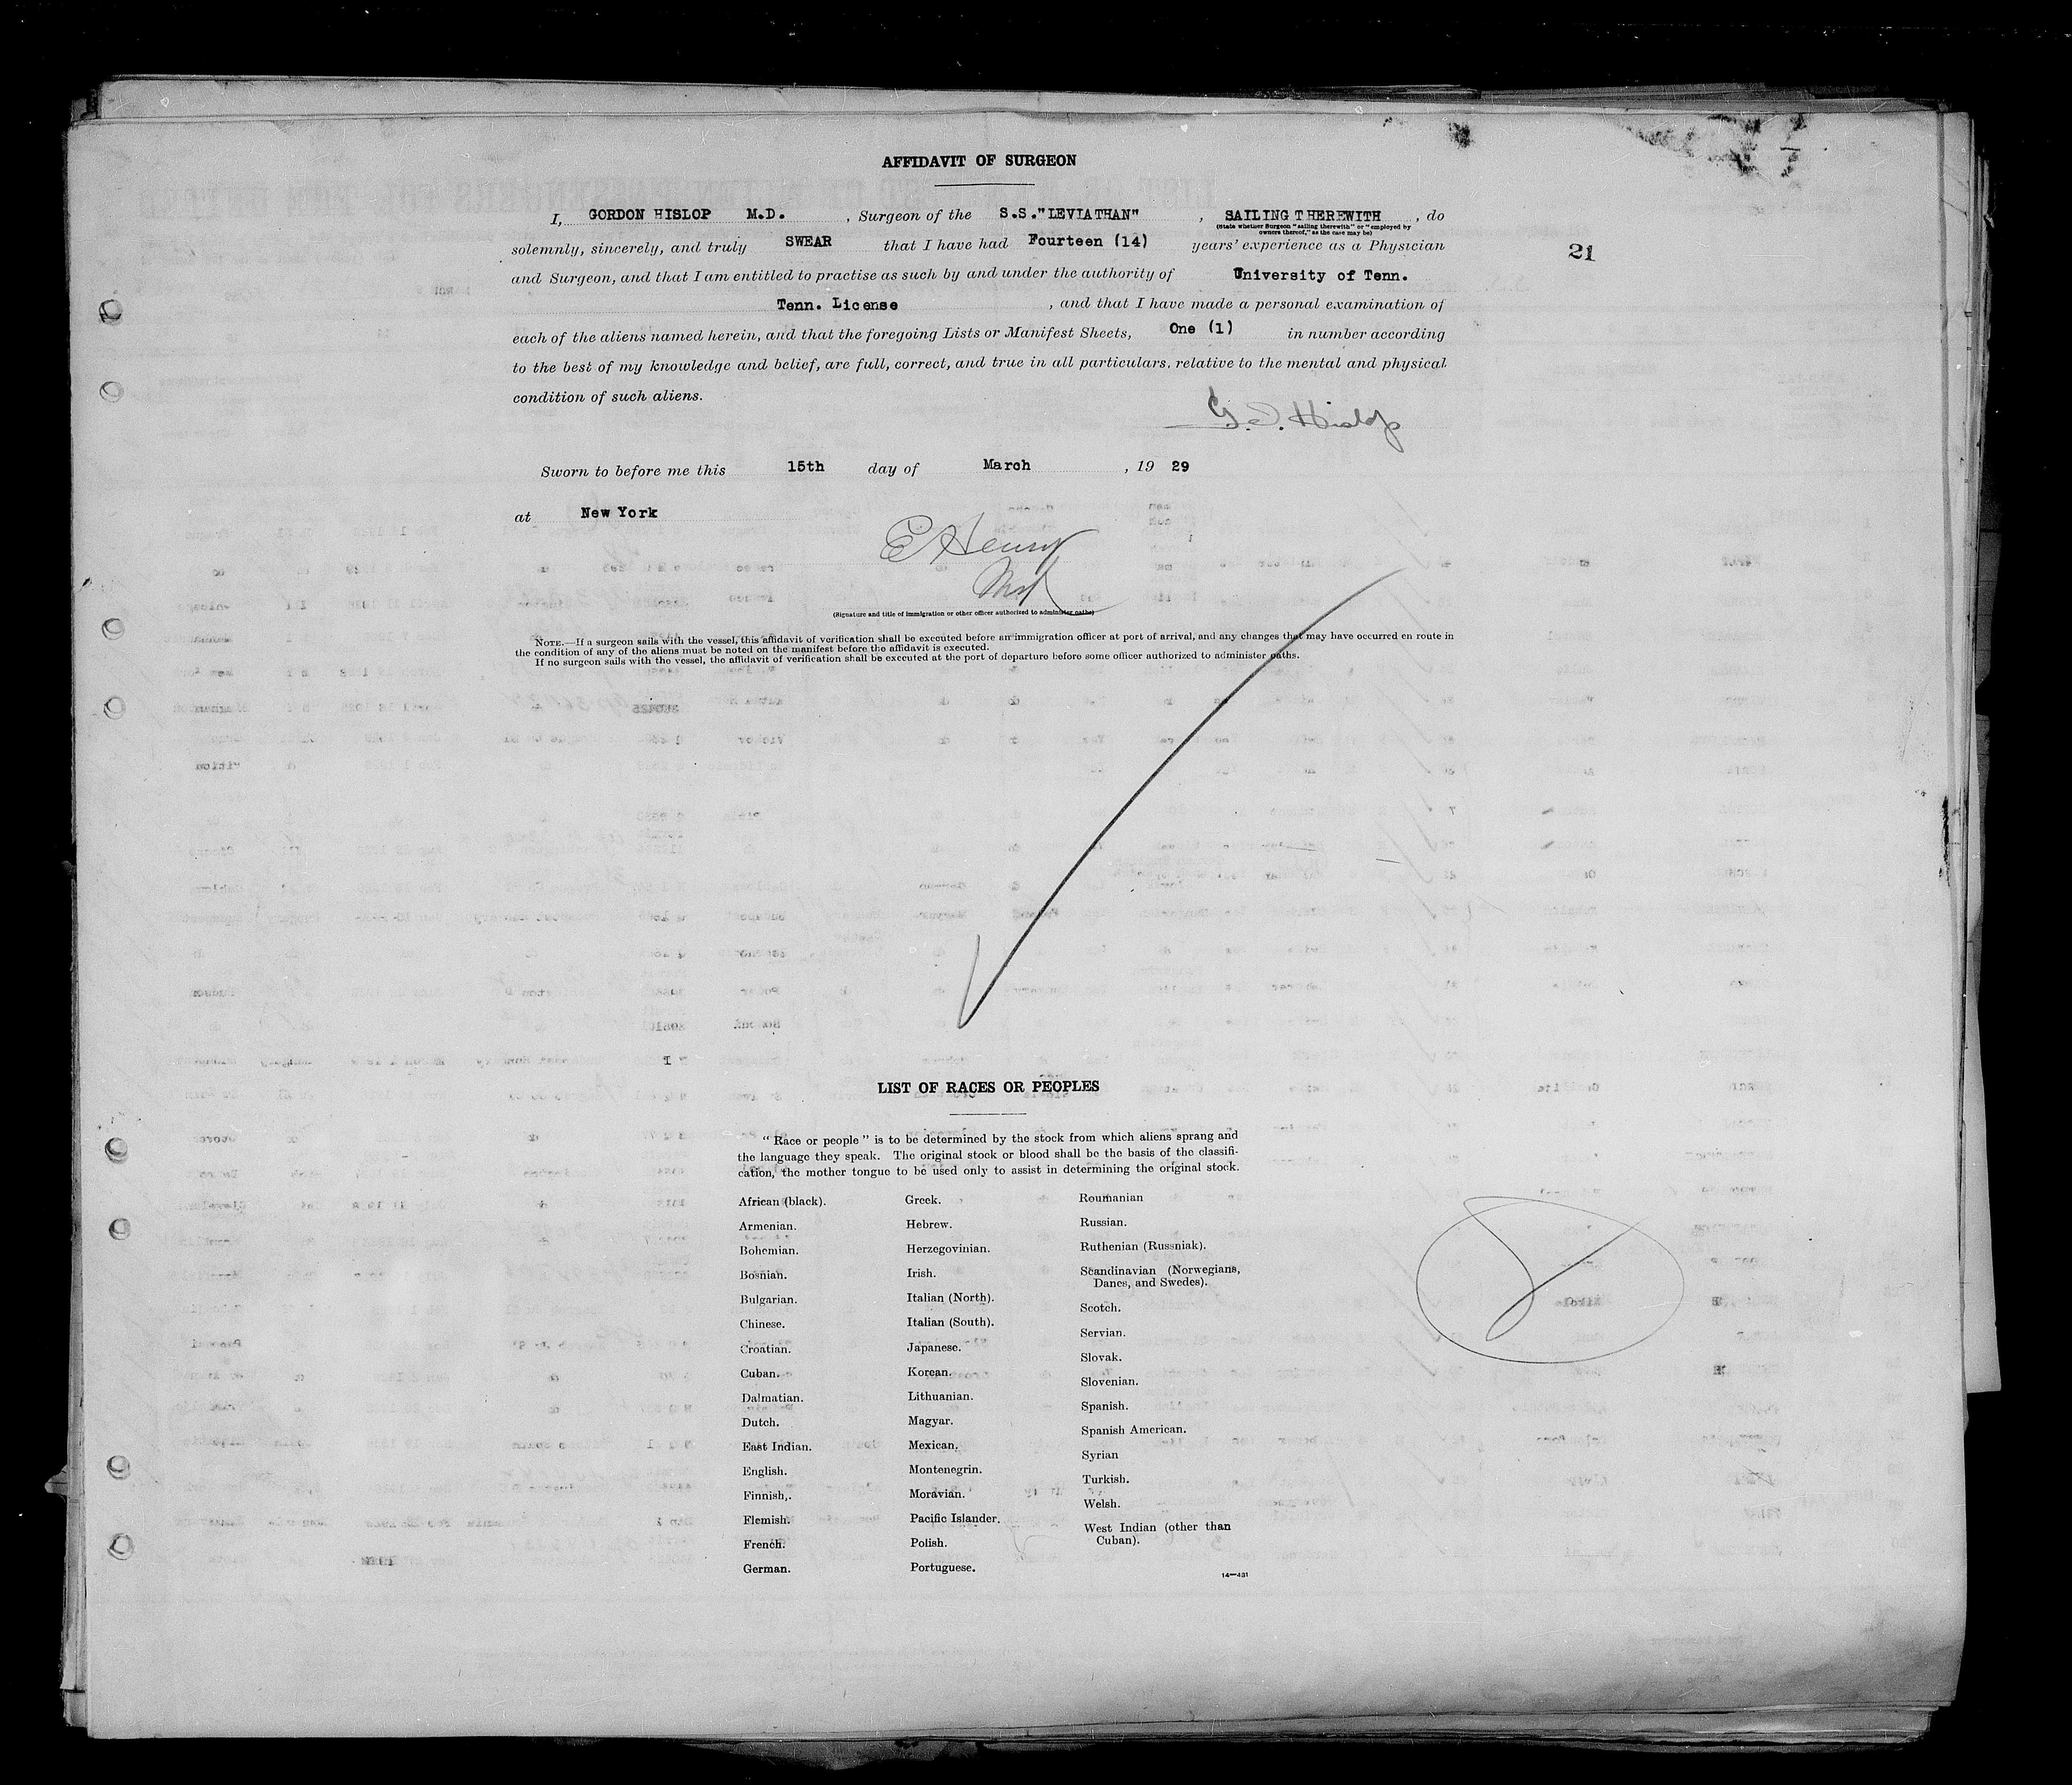 AFFIDAVIT OF SURGEON
I, GORDON HISLOP M.D. , Surgeon of the S.S."LEVIATHAN" , SAILING THEREWITH , do
(State whether Surgeon "sailing therewith" or "employed by
owners thereof," as the case may be)
solemnly, sincerely, and truly SWEAR that I have had Fourteen (14) years' experience as a Physician
21
and Surgeon, and that I am entitled to practise as such by and under the authority of University of Tenn.
Tenn. License , and that I have made a personal examination of
each of the aliens named herein, and that the foregoing Lists or Manifest Sheets, One (1) in number according
to the best of my knowledge and belief, are full, correct, and true in all particulars, relative to the mental and physical
condition of such aliens.
G. D. Hislop
Sworn to before me this 15th day of March , 19 29
at New York
E Henry
(Signature and title of immigration or other officer authorized to administer oaths)
NOTE.—If a surgeon sails with the vessel, this affidavit of verification shall be executed before an immigration officer at port of arrival, and any changes that may have occurred en route in
the condition of any of the aliens must be noted on the manifest before the affidavit is executed.
If no surgeon sails with the vessel, the affidavit of verification shall be executed at the port of departure before some officer authorized to administer oaths.
LIST OF RACES OR PEOPLES
"Race or people" is to be determined by the stock from which aliens sprang and
the language they speak. The original stock or blood shall be the basis of the classifi-
cation, the mother tongue to be used only to assist in determining the original stock.
African (black).
Armenian.
Bohemian.
Bosnian.
Bulgarian.
Chinese.
Croatian.
Cuban.
Dalmatian.
Dutch.
East Indian.
English.
Finnish.
Flemish.
French.
German.
Greek.
Hebrew.
Herzegovinian.
Irish.
Italian (North).
Italian (South).
Japanese.
Korean.
Lithuanian.
Magyar.
Mexican.
Montenegrin.
Moravian.
Pacific Islander.
Polish.
Portuguese.
Roumanian
Russian.
Ruthenian (Russniak).
Scandinavian (Norwegians,
Danes, and Swedes).
Scotch.
Servian.
Slovak.
Slovenian.
Spanish.
Spanish American.
Syrian
Turkish.
Welsh.
West Indian (other than
Cuban).
14—431